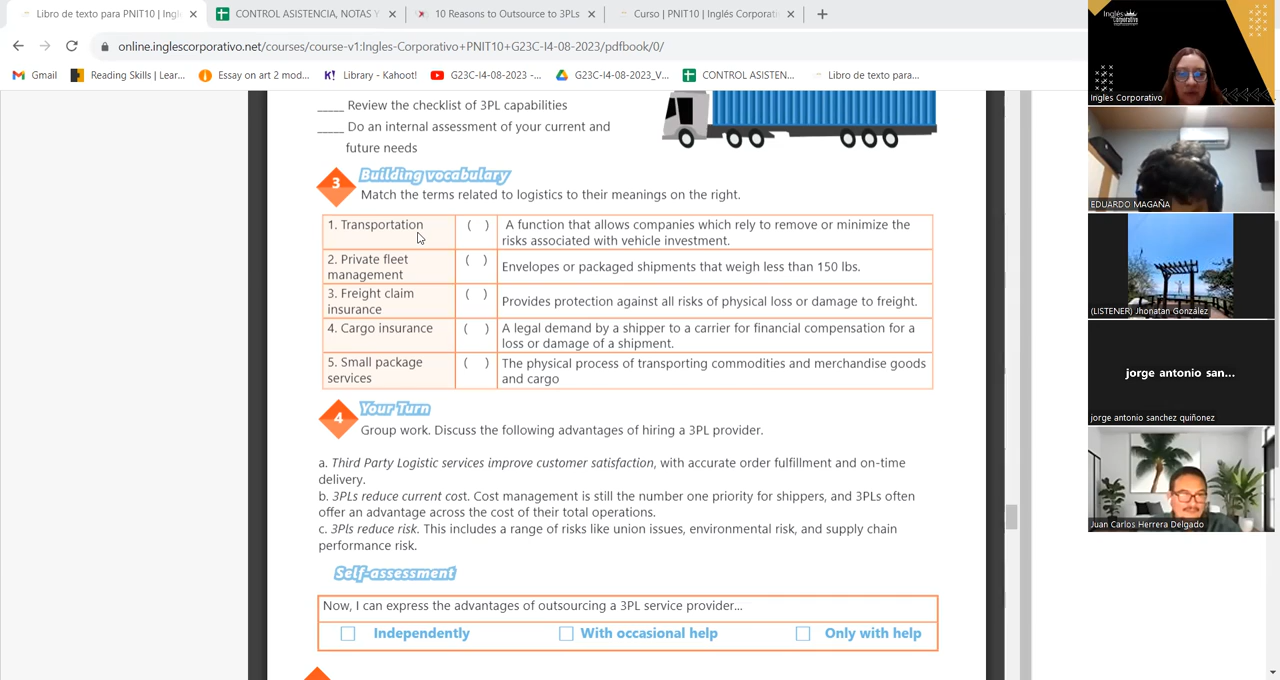 Libro de texto para PNIT10 | Ingl
CONTROL ASISTENCIA, NOTAS Y
10 Reasons to Outsource to 3PLs
Curso | PNIT10 | Inglés Corporati
online.inglescorporativo.net/courses/course-v1:Ingles-Corporativo+PNIT10+G23C-I4-08-2023/pdfbook/0/
Gmail
Reading Skills | Lear...
Essay on art 2 mod...
Library - Kahoot!
G23C-I4-08-2023 -...
G23C-I4-08-2023_V...
CONTROL ASISTEN...
Libro de texto para...
_____ Review the checklist of 3PL capabilities
_____ Do an internal assessment of your current and
future needs
3 Building vocabulary
Match the terms related to logistics to their meanings on the right.
1. Transportation ( ) A function that allows companies which rely to remove or minimize the
risks associated with vehicle investment.
2. Private fleet
management ( ) Envelopes or packaged shipments that weigh less than 150 lbs.
3. Freight claim
insurance ( ) Provides protection against all risks of physical loss or damage to freight.
4. Cargo insurance ( ) A legal demand by a shipper to a carrier for financial compensation for a
loss or damage of a shipment.
5. Small package
services ( ) The physical process of transporting commodities and merchandise goods
and cargo
4 Your Turn
Group work. Discuss the following advantages of hiring a 3PL provider.
a. Third Party Logistic services improve customer satisfaction, with accurate order fulfillment and on-time
delivery.
b. 3PLs reduce current cost. Cost management is still the number one priority for shippers, and 3PLs often
offer an advantage across the cost of their total operations.
c. 3Pls reduce risk. This includes a range of risks like union issues, environmental risk, and supply chain
performance risk.
Self-assessment
Now, I can express the advantages of outsourcing a 3PL service provider...
Independently
With occasional help
Only with help
Inglés
Corporativo
Ingles Corporativo
EDUARDO MAGAÑA
(LISTENER) Jhonatan González
jorge antonio san...
jorge antonio sanchez quiñonez
Juan Carlos Herrera Delgado